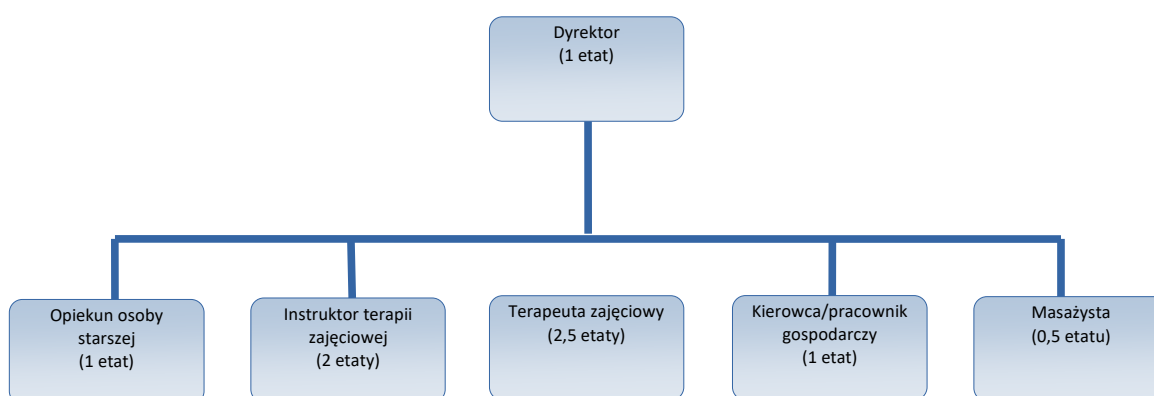 Dyrektor
(1 etat)
Opiekun osoby
starszej
(1 etat)
Instruktor terapii
zajęciowej
(2 etaty)
Terapeuta zajęciowy
(2,5 etaty)
Kierowca/pracownik
gospodarczy
(1 etat)
Masażysta
(0,5 etatu)